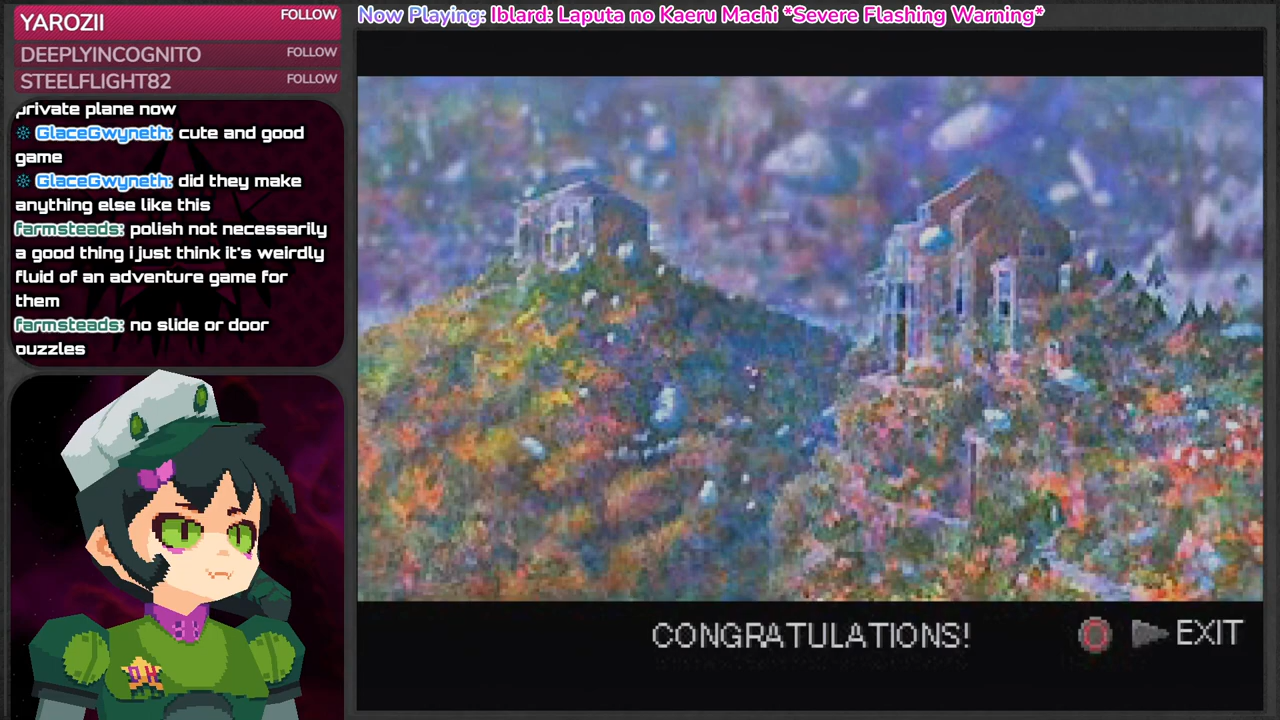 YAROZII FOLLOW
DEEPLYINCOGNITO FOLLOW
STEELFLIGHT82 FOLLOW
Now Playing: Iblard: Laputa no Kaeru Machi *Severe Flashing Warning*
private plane now
GlaceGwyneth: cute and good
game
GlaceGwyneth: did they make
anything else like this
farmsteads: polish not necessarily
a good thing i just think it's weirdly
fluid of an adventure game for
them
farmsteads: no slide or door
puzzles
CONGRATULATIONS!
EXIT